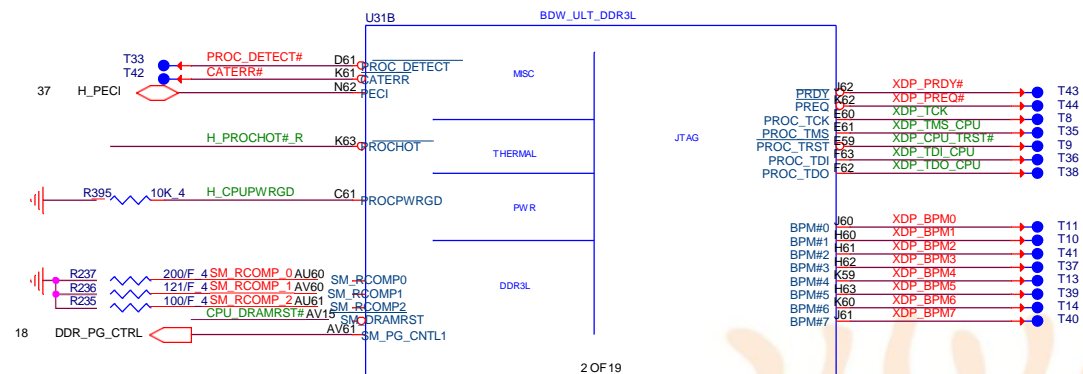 U31B BDW_ULT_DDR3L
T33 PROC_DETECT# D61 PROC_DETECT MISC
T42 CATERR# K61 CATERR
37 H_PECI N62 PECI
J62 PRDY XDP_PRDY# T43
K62 PREQ XDP_PREQ# T44
PROC_TCK E60 XDP_TCK T8
H_PROCHOT#_R K63 PROCHOT THERMAL JTAG
PROC_TMS E61 XDP_TMS_CPU T35
PROC_TRST E59 XDP_CPU_TRST# T9
PROC_TDI F63 XDP_TDI_CPU T36
PROC_TDO F62 XDP_TDO_CPU T38
R395 10K_4 H_CPUPWRGD C61 PROCPWRGD PWR
BPM#0 J60 XDP_BPM0 T11
BPM#1 H60 XDP_BPM1 T10
BPM#2 H61 XDP_BPM2 T41
BPM#3 H62 XDP_BPM3 T37
BPM#4 K59 XDP_BPM4 T13
BPM#5 H63 XDP_BPM5 T39
BPM#6 K60 XDP_BPM6 T14
BPM#7 J61 XDP_BPM7 T40
R237 200/F_4 SM_RCOMP_0 AU60 SM_RCOMP0 DDR3L
R236 121/F_4 SM_RCOMP_1 AV60 SM_RCOMP1
R235 100/F_4 SM_RCOMP_2 AU61 SM_RCOMP2
CPU_DRAMRST# AV15 SM_DRAMRST
18 DDR_PG_CTRL AV61 SM_PG_CNTL1
2 OF 19